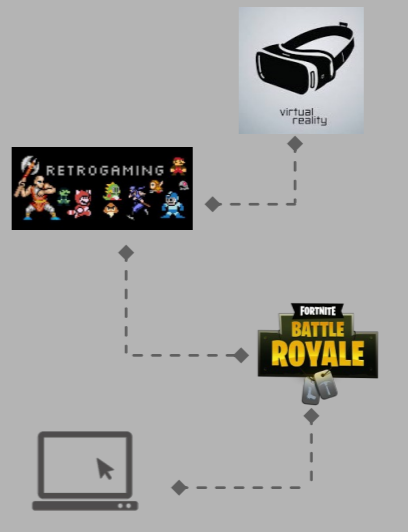 virtual
reality
RETROGAMING
FORTNITE
BATTLE
ROYALE